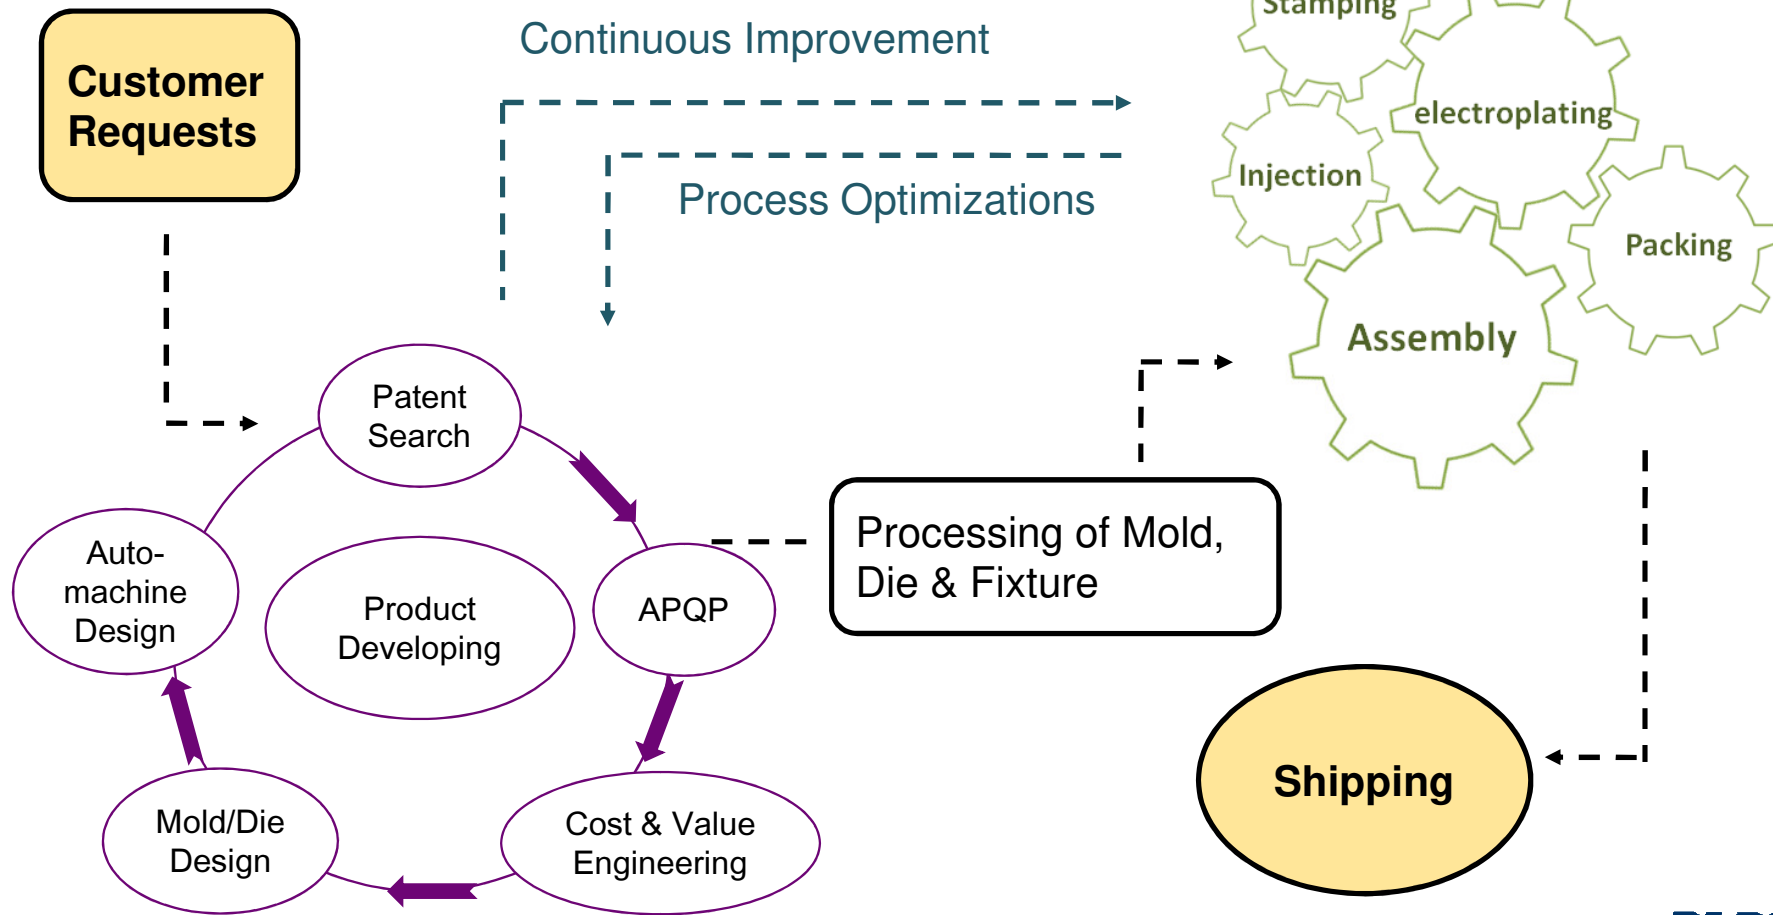 Customer
Requests
Continuous Improvement
Process Optimizations
Stamping
electroplating
Injection
Packing
Assembly
Patent
Search
Auto-
machine
Design
Product
Developing
APQP
Processing of Mold,
Die & Fixture
Mold/Die
Design
Cost & Value
Engineering
Shipping